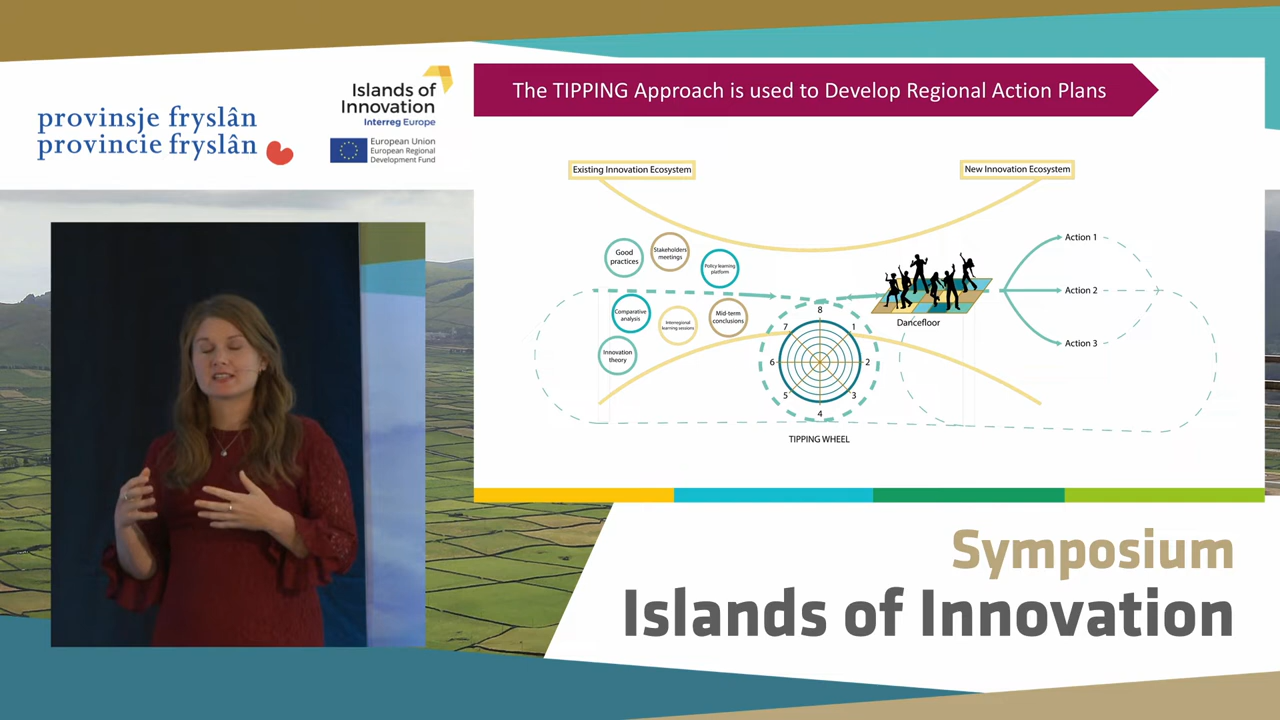 provinsje fryslân
provincie fryslân
Islands of
Innovation
Interreg Europe
European Union
European Regional
Development Fund
The TIPPING Approach is used to Develop Regional Action Plans
Existing Innovation Ecosystem
New Innovation Ecosystem
Good
practices
Stakeholders
meetings
Policy learning
platform
Comparative
analysis
Interregional
learning sessions
Mid-term
conclusions
Innovation
theory
8
7
1
6
2
5
3
4
TIPPING WHEEL
Dancefloor
Action 1
Action 2
Action 3
Symposium
Islands of Innovation